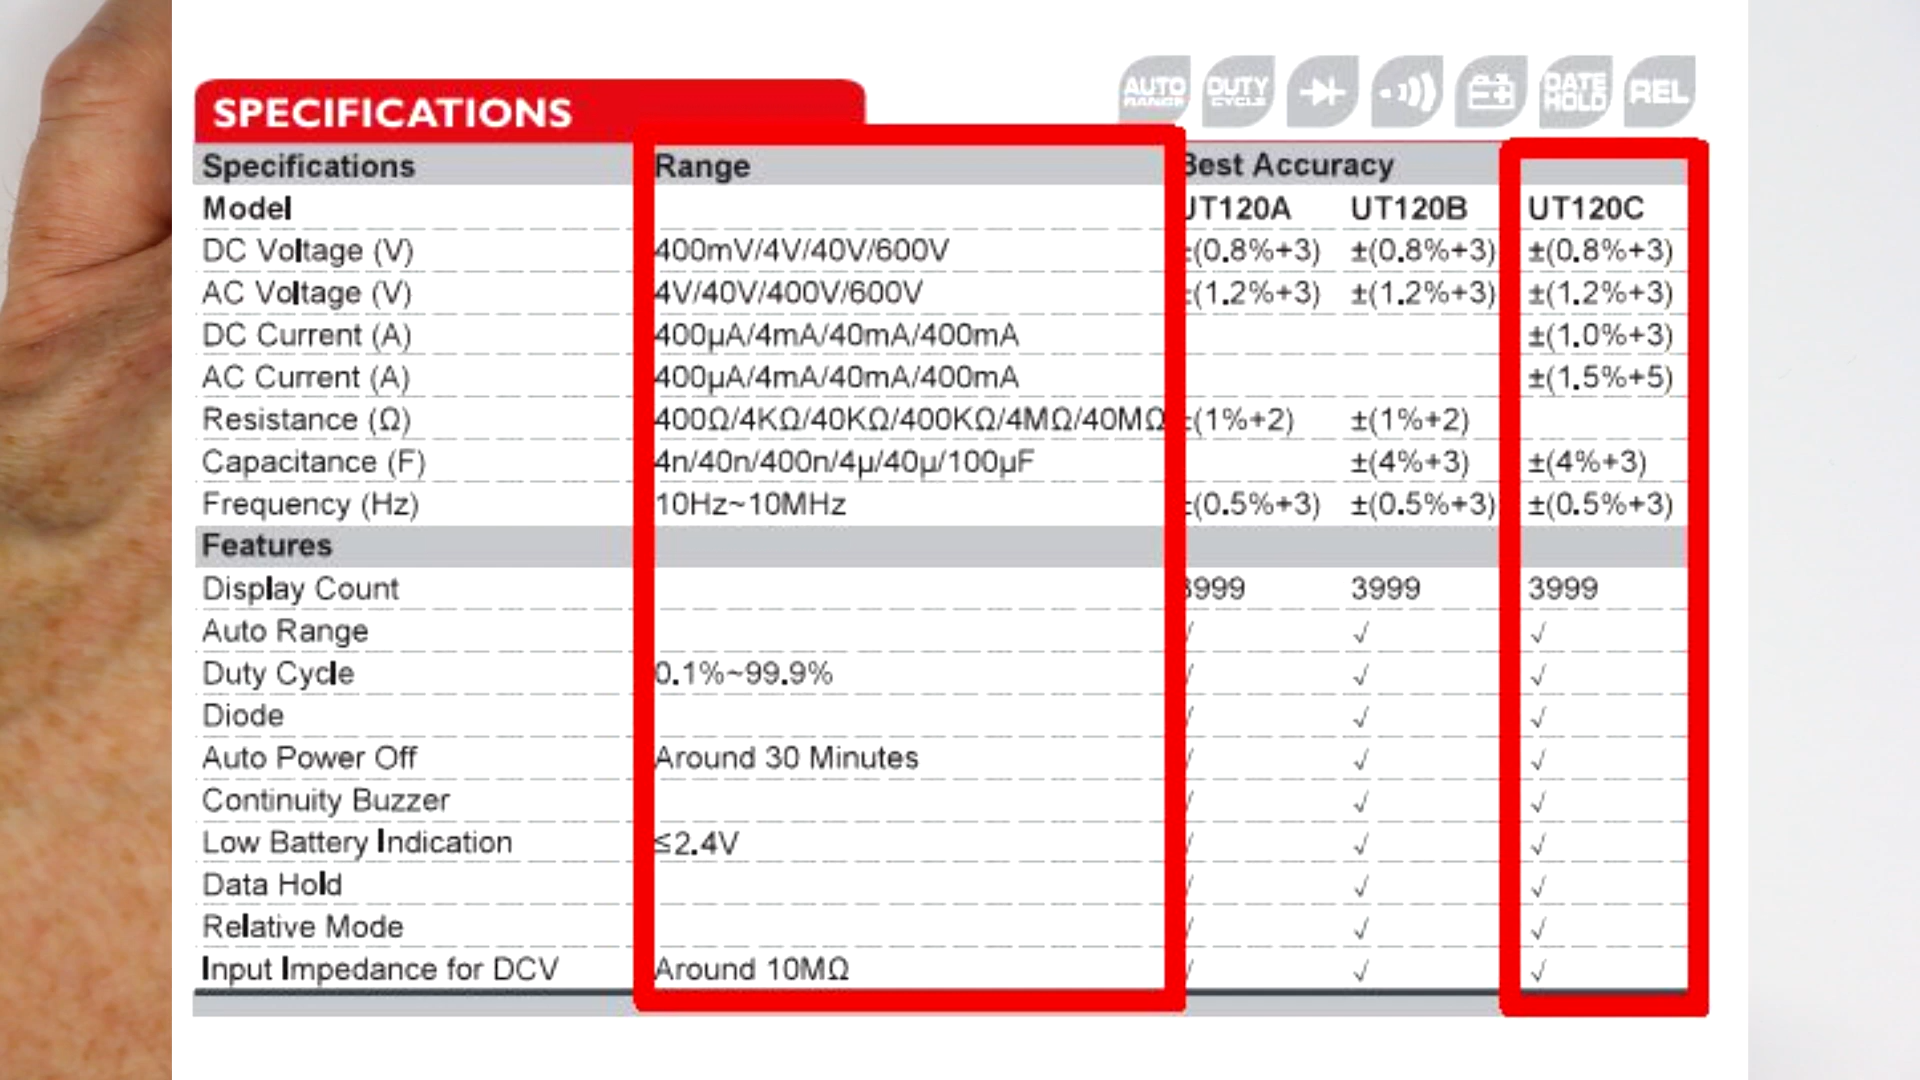 AUTO RANGE DUTY CYCLE DATE HOLD REL
SPECIFICATIONS
Specifications Range Best Accuracy
Model UT120A UT120B UT120C
DC Voltage (V) 400mV/4V/40V/600V ±(0.8%+3) ±(0.8%+3) ±(0.8%+3)
AC Voltage (V) 4V/40V/400V/600V ±(1.2%+3) ±(1.2%+3) ±(1.2%+3)
DC Current (A) 400µA/4mA/40mA/400mA ±(1.0%+3)
AC Current (A) 400µA/4mA/40mA/400mA ±(1.5%+5)
Resistance (Ω) 400Ω/4KΩ/40KΩ/400KΩ/4MΩ/40MΩ ±(1%+2) ±(1%+2)
Capacitance (F) 4n/40n/400n/4µ/40µ/100µF ±(4%+3) ±(4%+3)
Frequency (Hz) 10Hz~10MHz ±(0.5%+3) ±(0.5%+3) ±(0.5%+3)
Features
Display Count 3999 3999 3999
Auto Range √ √ √
Duty Cycle 0.1%~99.9% √ √ √
Diode √ √ √
Auto Power Off Around 30 Minutes √ √ √
Continuity Buzzer √ √ √
Low Battery Indication ≤2.4V √ √ √
Data Hold √ √ √
Relative Mode √ √ √
Input Impedance for DCV Around 10MΩ √ √ √